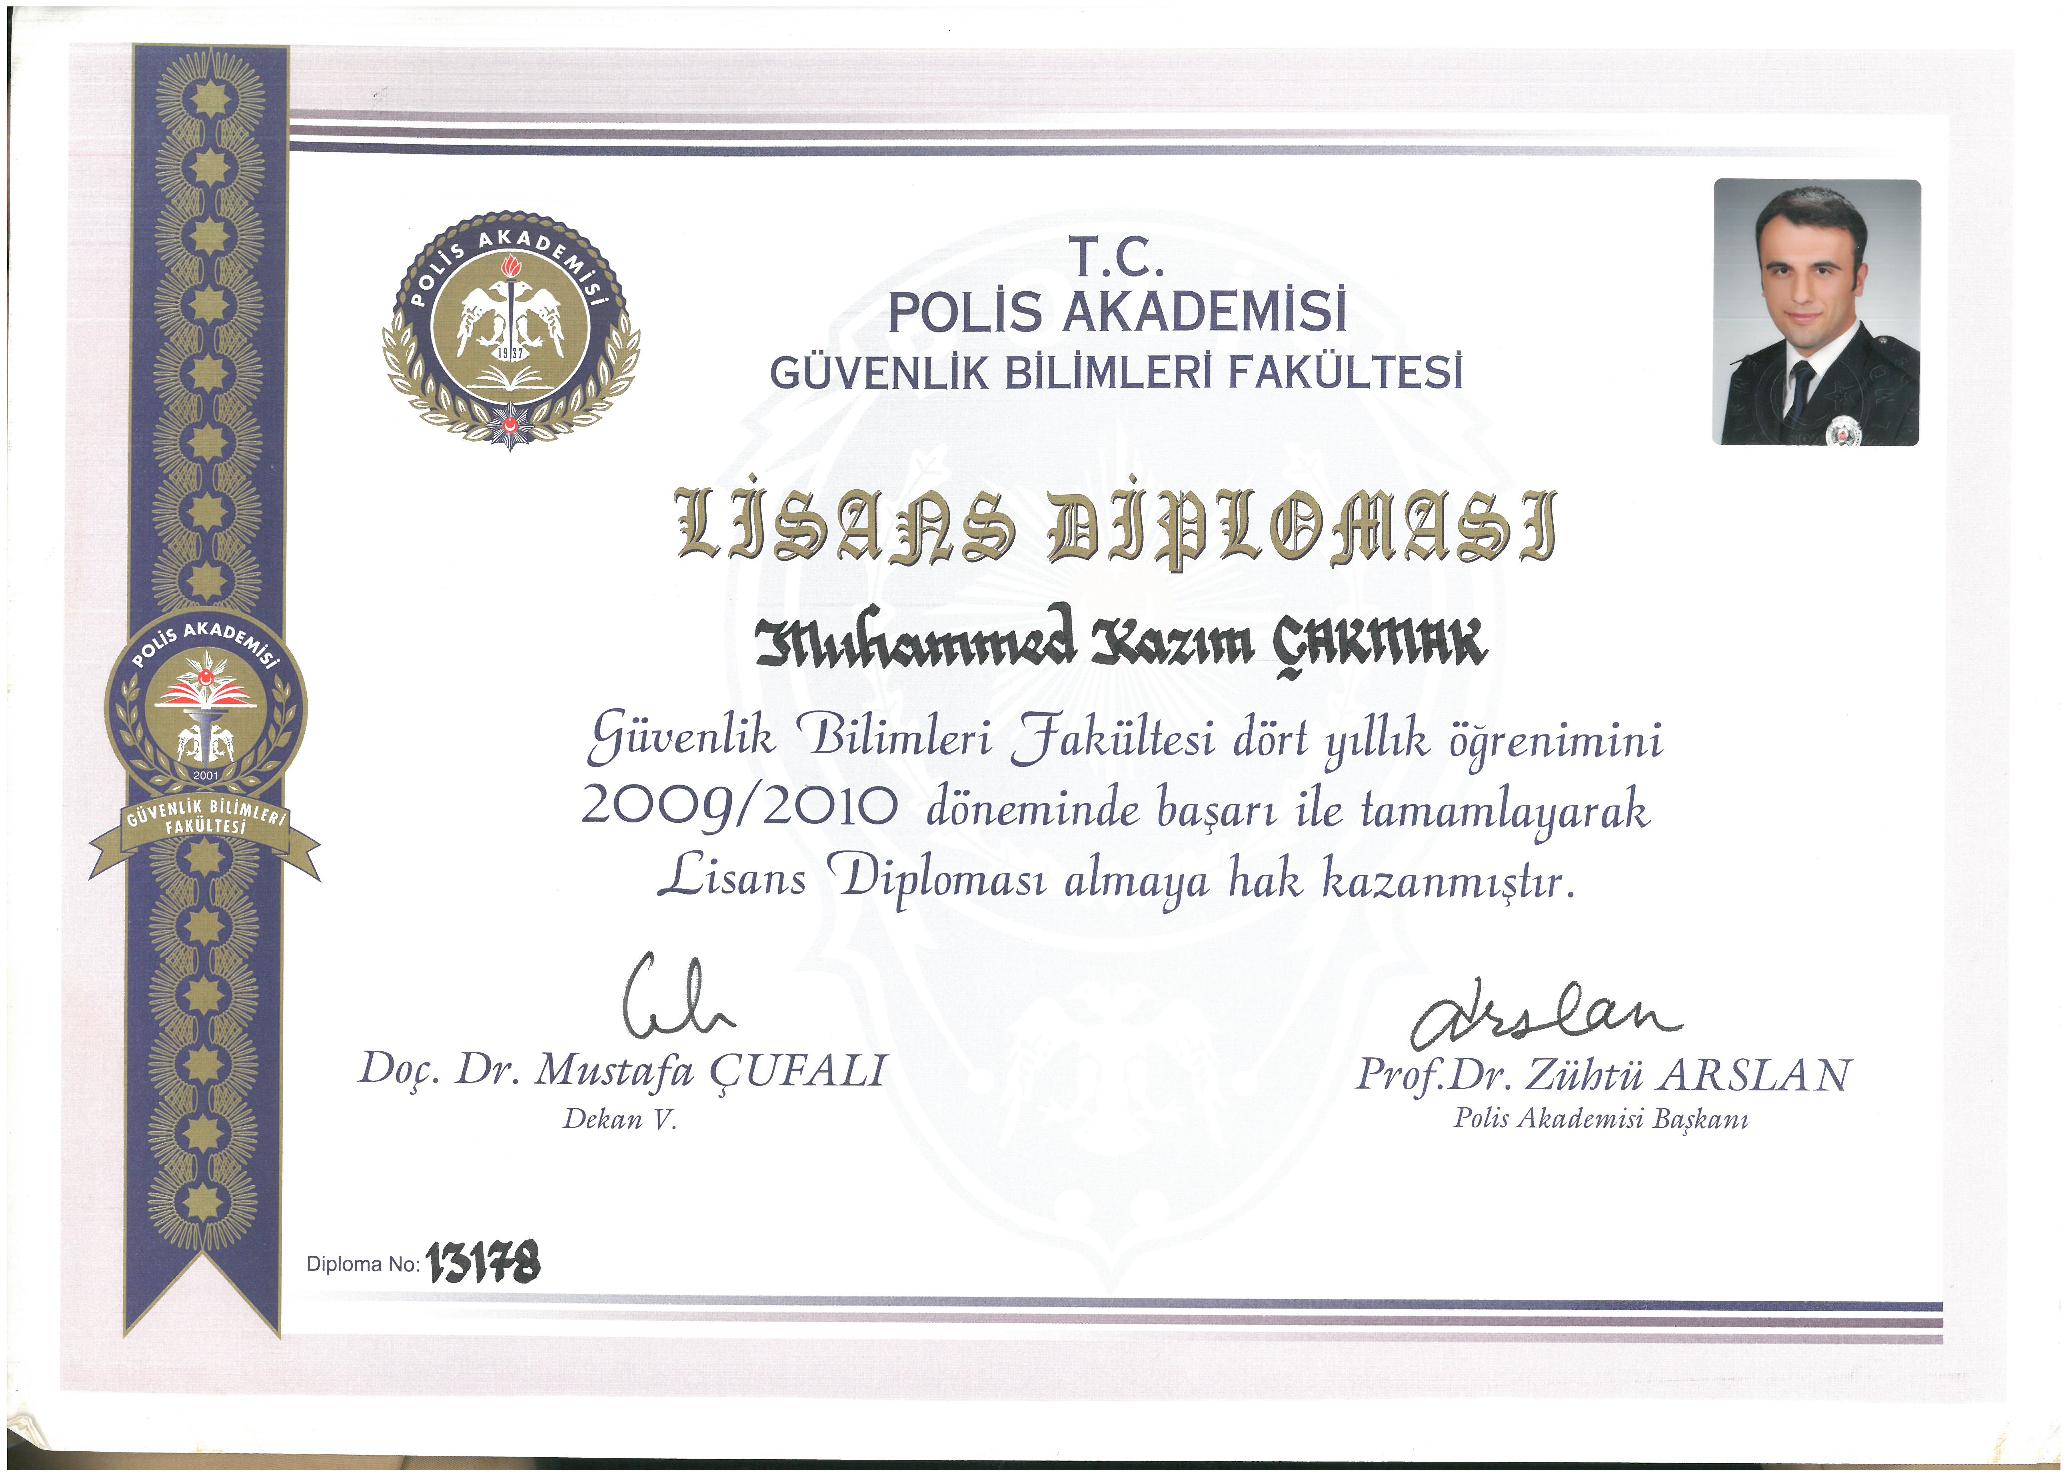 POLİS AKADEMİSİ
1937
T.C.
POLİS AKADEMİSİ
GÜVENLİK BİLİMLERİ FAKÜLTESİ
LİSANS DİPLOMASI
Muhammed Kazım ÇAKMAK
Güvenlik Bilimleri Fakültesi dört yıllık öğrenimini
2009/2010 döneminde başarı ile tamamlayarak
Lisans Diploması almaya hak kazanmıştır.
POLİS AKADEMİSİ
2001
GÜVENLİK BİLİMLERİ
FAKÜLTESİ
Arslan
Doç. Dr. Mustafa ÇUFALI
Prof.Dr. Zühtü ARSLAN
Dekan V.
Polis Akademisi Başkanı
Diploma No: 13178